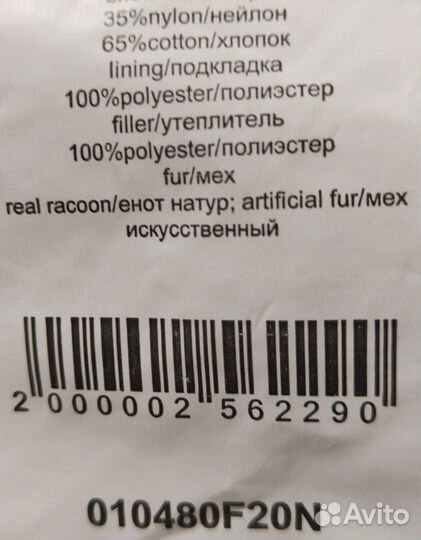 35%nylon/нейлон
65%cotton/хлопок
lining/подкладка
100%polyester/полиэстер
filler/утеплитель
100%polyester/полиэстер
fur/мех
real racoon/енот натур; artificial fur/мех
искусственный
2 000002 562290
010480F20N
Avito